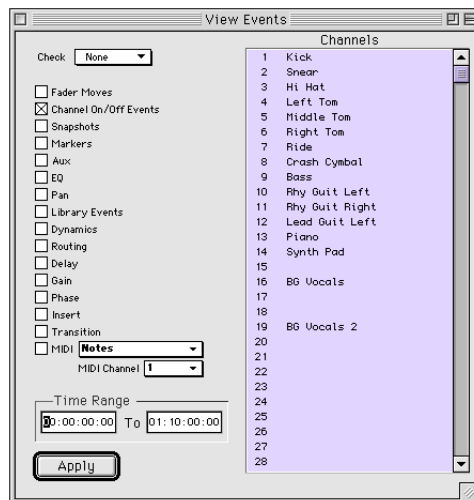 View Events
Check None
Fader Moves
Channel On/Off Events
Snapshots
Markers
Aux
EQ
Pan
Library Events
Dynamics
Routing
Delay
Gain
Phase
Insert
Transition
MIDI Notes
MIDI Channel 1
Time Range
00:00:00:00 To 01:10:00:00
Apply
Channels
1 Kick
2 Snear
3 Hi Hat
4 Left Tom
5 Middle Tom
6 Right Tom
7 Ride
8 Crash Cymbal
9 Bass
10 Rhy Guit Left
11 Rhy Guit Right
12 Lead Guit Left
13 Piano
14 Synth Pad
15
16 BG Vocals
17
18
19 BG Vocals 2
20
21
22
23
24
25
26
27
28